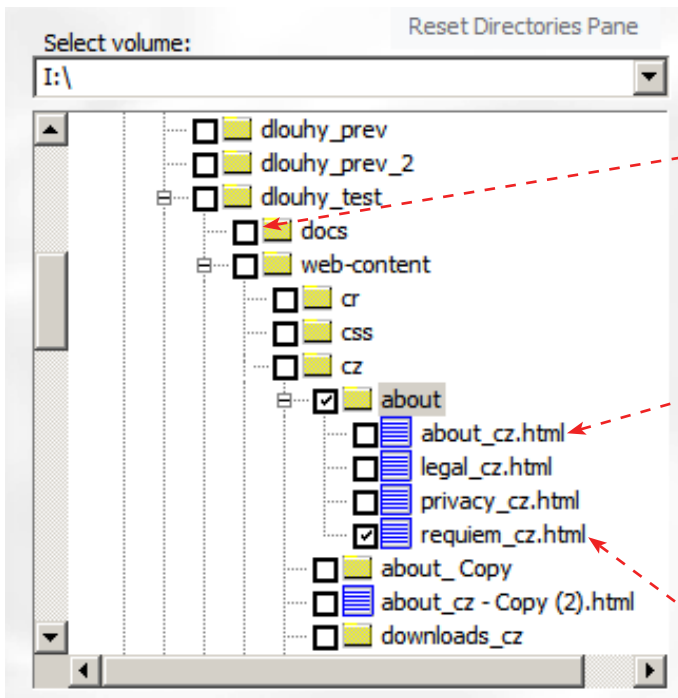 Reset Directories Pane
Select volume:
I:\
dlouhy_prev
dlouhy_prev_2
dlouhy_test
docs
web-content
cr
css
cz
about
about_cz.html
legal_cz.html
privacy_cz.html
requiem_cz.html
about_ Copy
about_cz - Copy (2).html
downloads_cz